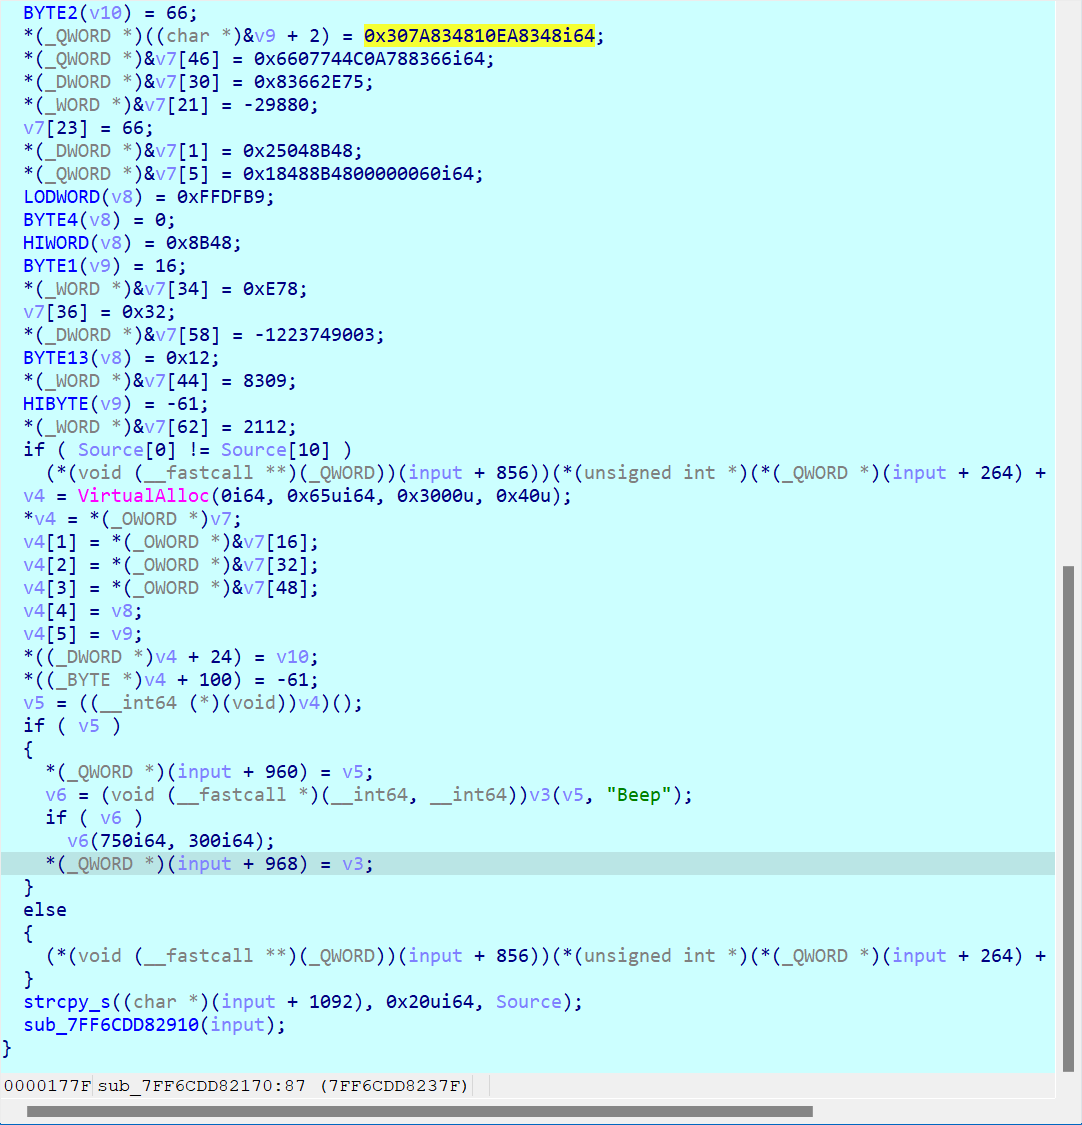 BYTE2(v10) = 66;
*(_QWORD *)((char *)&v9 + 2) = 0x307A834810EA8348i64;
*(_QWORD *)&v7[46] = 0x6607744C0A788366i64;
*(_DWORD *)&v7[30] = 0x83662E75;
*(_WORD *)&v7[21] = -29880;
v7[23] = 66;
*(_DWORD *)&v7[1] = 0x25048B48;
*(_QWORD *)&v7[5] = 0x18488B4800000060i64;
LODWORD(v8) = 0xFFDFB9;
BYTE4(v8) = 0;
HIWORD(v8) = 0x8B48;
BYTE1(v9) = 16;
*(_WORD *)&v7[34] = 0xE78;
v7[36] = 0x32;
*(_DWORD *)&v7[58] = -1223749003;
BYTE13(v8) = 0x12;
*(_WORD *)&v7[44] = 8309;
HIBYTE(v9) = -61;
*(_WORD *)&v7[62] = 2112;
if ( Source[0] != Source[10] )
(*(void (__fastcall **)(_QWORD))(input + 856))(*(unsigned int *)(*(_QWORD *)(input + 264) +
v4 = VirtualAlloc(0i64, 0x65ui64, 0x3000u, 0x40u);
*v4 = *(_OWORD *)v7;
v4[1] = *(_OWORD *)&v7[16];
v4[2] = *(_OWORD *)&v7[32];
v4[3] = *(_OWORD *)&v7[48];
v4[4] = v8;
v4[5] = v9;
*((_DWORD *)v4 + 24) = v10;
*((_BYTE *)v4 + 100) = -61;
v5 = ((__int64 (*)(void))v4)();
if ( v5 )
{
*(_QWORD *)(input + 960) = v5;
v6 = (void (__fastcall *)(__int64, __int64))v3(v5, "Beep");
if ( v6 )
v6(750i64, 300i64);
*(_QWORD *)(input + 968) = v3;
}
else
{
(*(void (__fastcall **)(_QWORD))(input + 856))(*(unsigned int *)(*(_QWORD *)(input + 264) +
}
strcpy_s((char *)(input + 1092), 0x20ui64, Source);
sub_7FF6CDD82910(input);
}
0000177F sub_7FF6CDD82170:87 (7FF6CDD8237F)